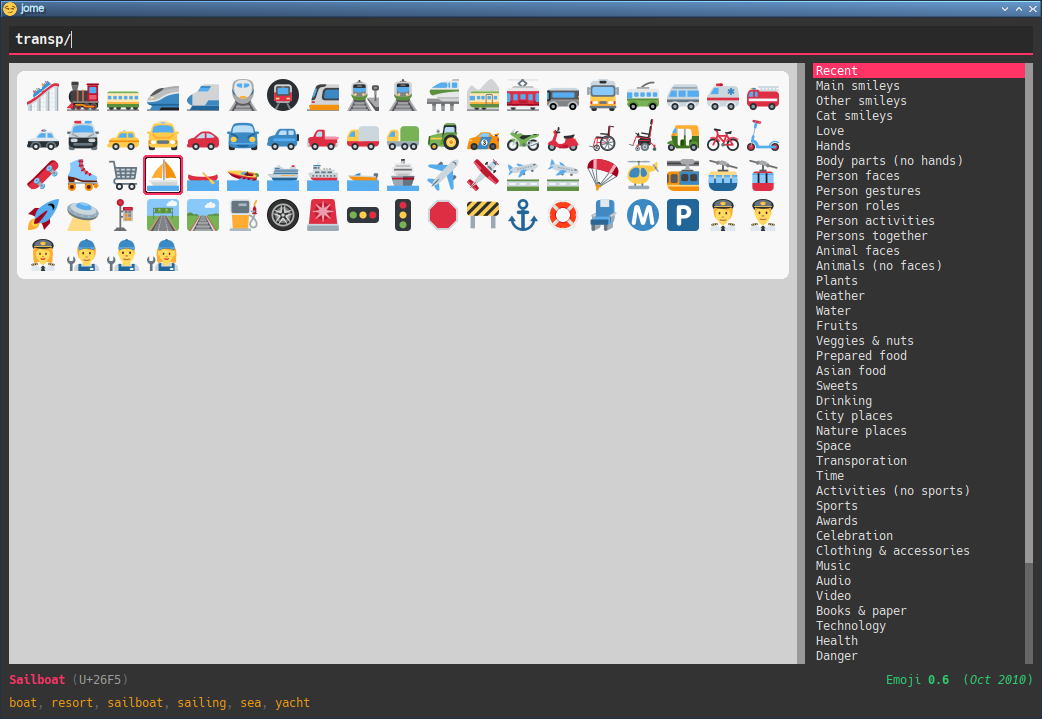 jome
transp/
Recent
Main smileys
Other smileys
Cat smileys
Love
Hands
Body parts (no hands)
Person faces
Person gestures
Person roles
Person activities
Persons together
Animal faces
Animals (no faces)
Plants
Weather
Water
Fruits
Veggies & nuts
Prepared food
Asian food
Sweets
Drinking
City places
Nature places
Space
Transporation
Time
Activities (no sports)
Sports
Awards
Celebration
Clothing & accessories
Music
Audio
Video
Books & paper
Technology
Health
Danger
Sailboat (U+26F5)
Emoji 0.6 (Oct 2010)
boat, resort, sailboat, sailing, sea, yacht
M
P